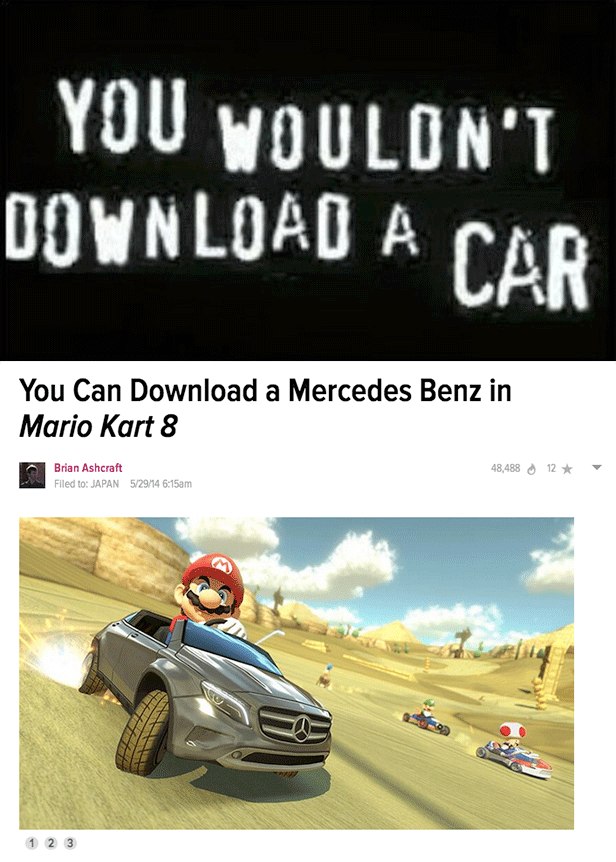 YOU WOULDN'T
DOWNLOAD A CAR
You Can Download a Mercedes Benz in
Mario Kart 8
Brian Ashcraft
48,488 12
Filed to: JAPAN 5/29/14 6:15am
M
1 2 3